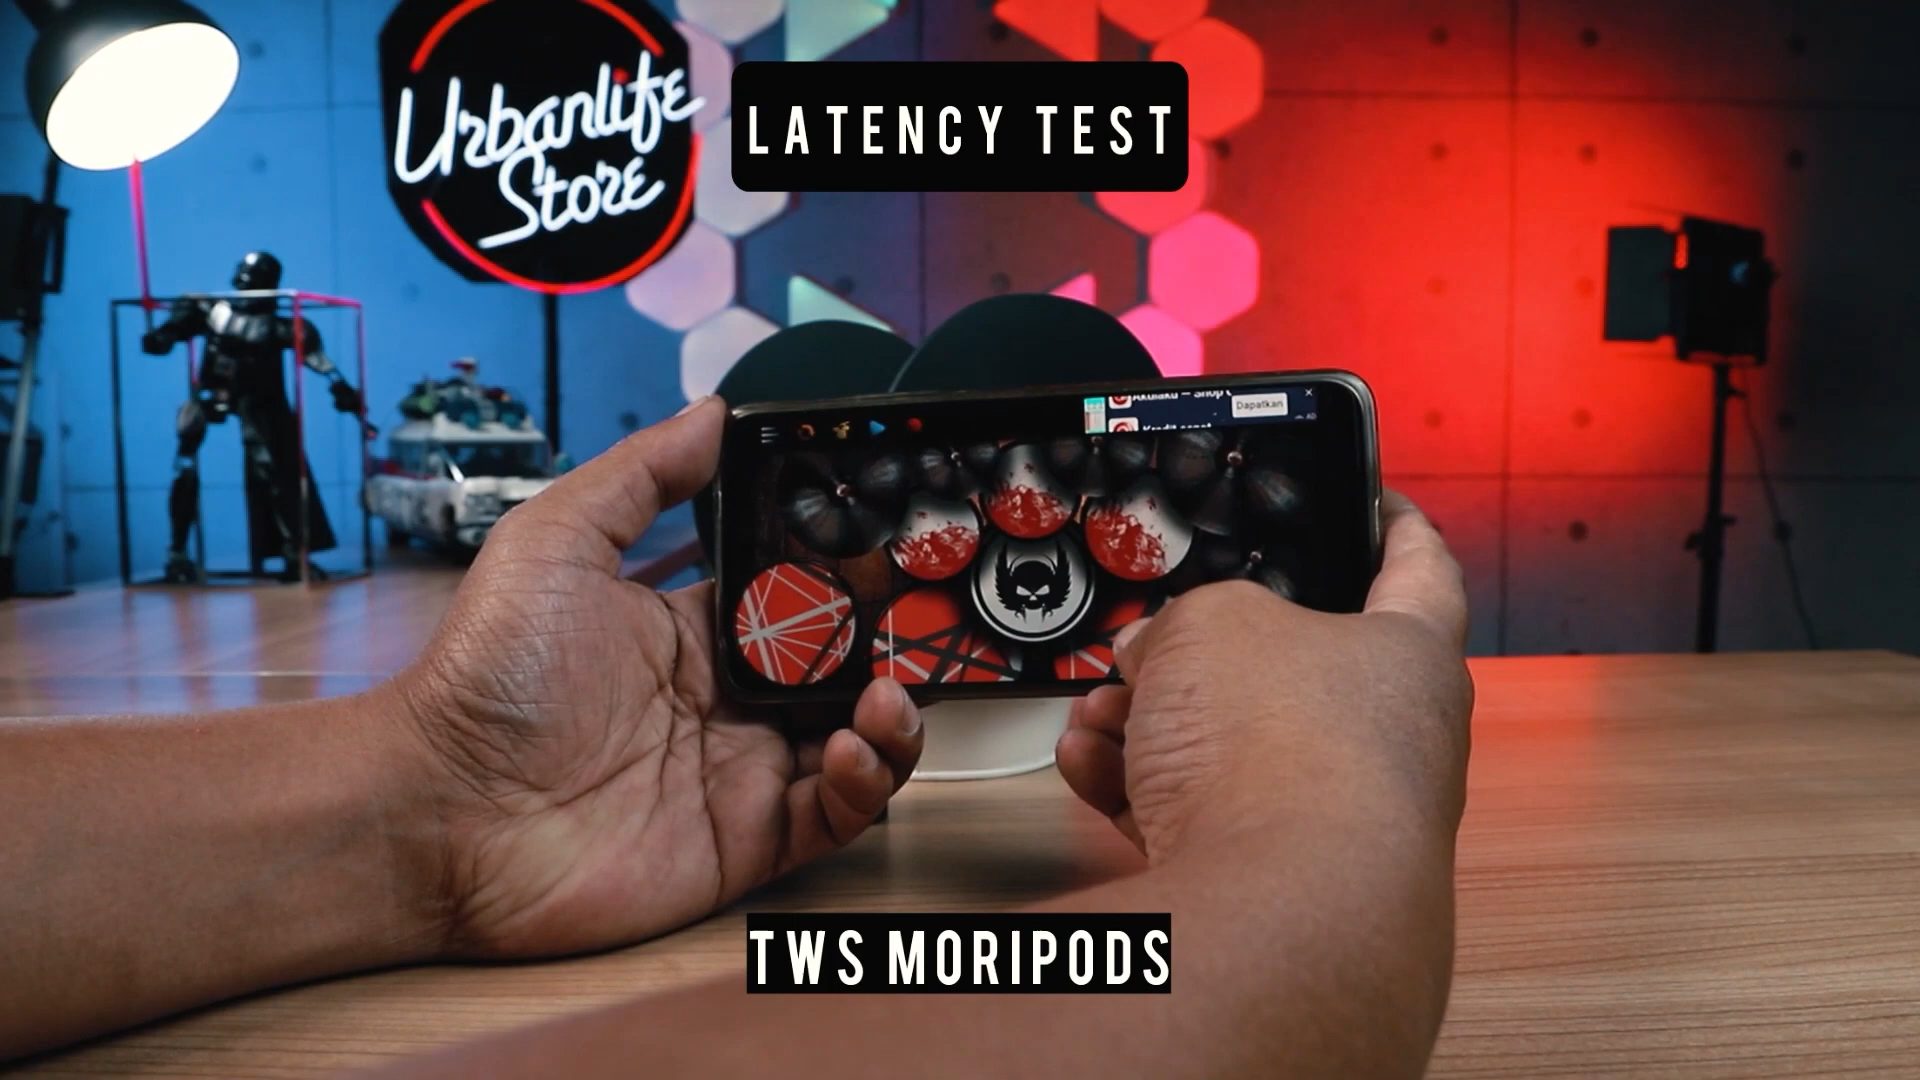 Urbanlife
Store
LATENCY TEST
Dapatkan
TWS MORIPODS